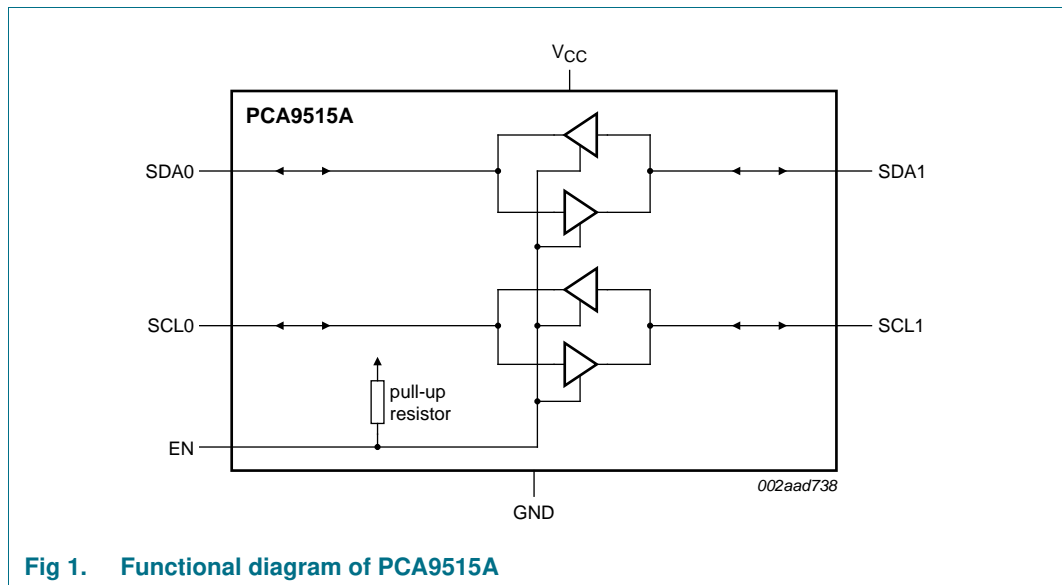 VCC
PCA9515A
SDA0
SDA1
SCL0
SCL1
pull-up
resistor
EN
002aad738
GND
Fig 1. Functional diagram of PCA9515A